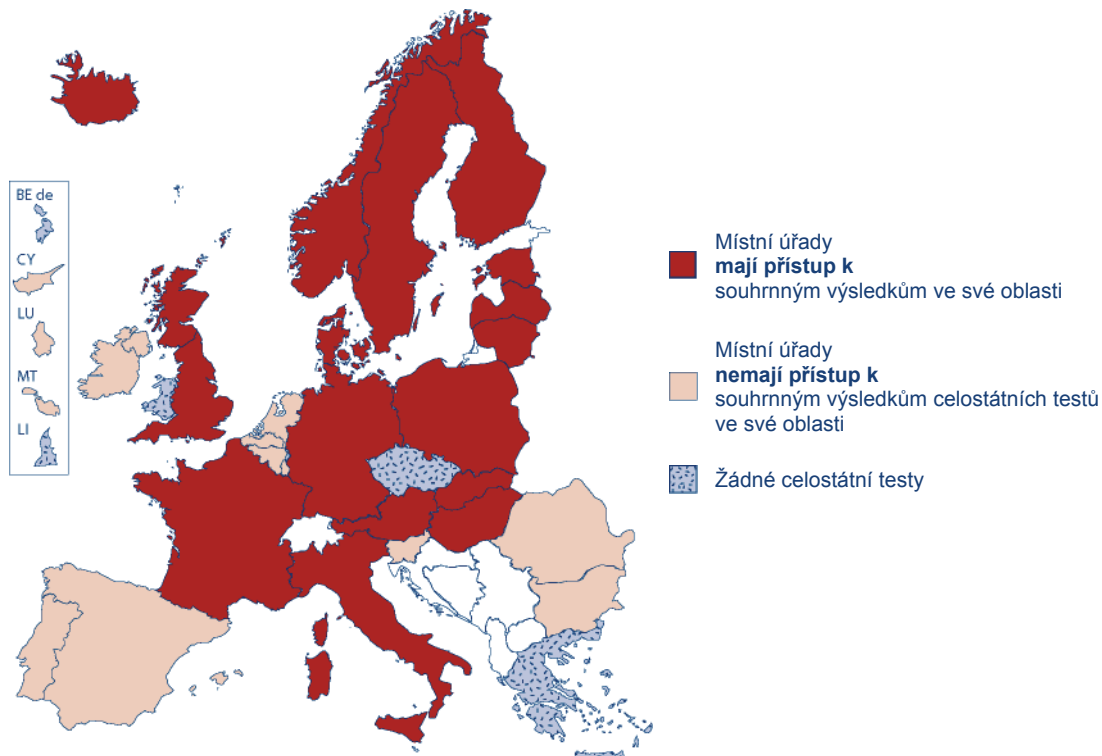 BE de
CY
LU
MT
LI
Místní úřady
mají přístup k
souhrnným výsledkům ve své oblasti
Místní úřady
nemají přístup k
souhrnným výsledkům celostátních testů
ve své oblasti
Žádné celostátní testy